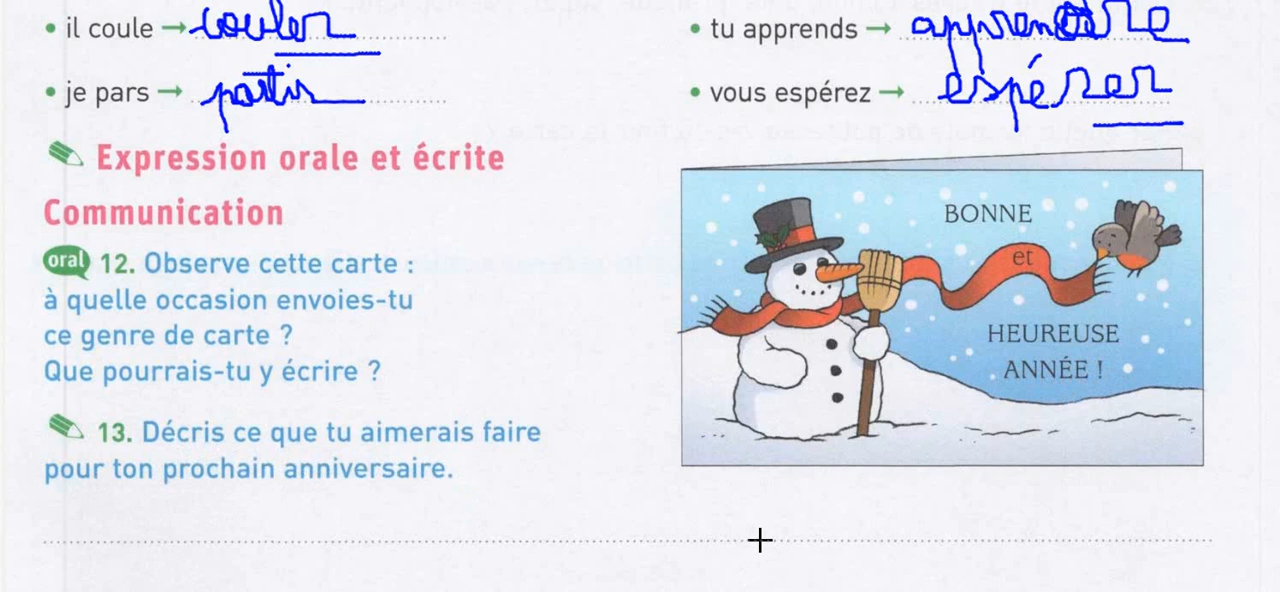 • il coule → couler
• tu apprends → apprendre
• je pars → partir
• vous espérez → espérer
Expression orale et écrite
Communication
oral 12. Observe cette carte :
à quelle occasion envoies-tu
ce genre de carte ?
Que pourrais-tu y écrire ?
BONNE
et
HEUREUSE
ANNÉE !
13. Décris ce que tu aimerais faire
pour ton prochain anniversaire.